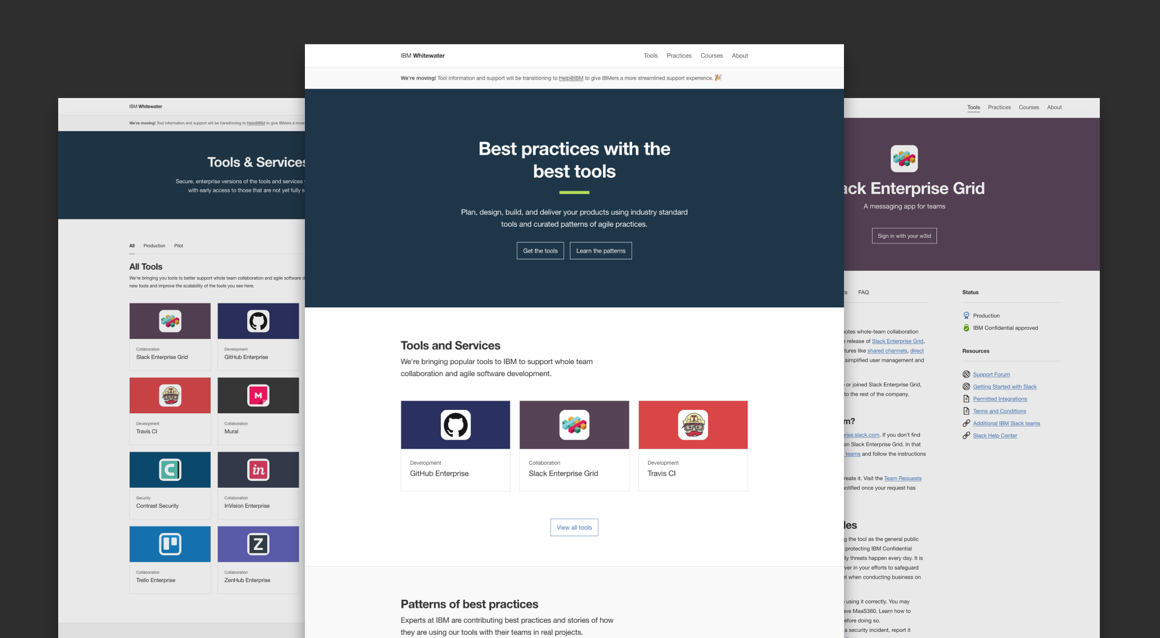 IBM Whitewater
Tools Practices Courses About
We're moving! Tool information and support will be transitioning to Help@IBM to give IBMers a more streamlined support experience.
Best practices with the
best tools
Plan, design, build, and deliver your products using industry standard
tools and curated patterns of agile practices.
Get the tools Learn the patterns
Tools and Services
We're bringing popular tools to IBM to support whole team
collaboration and agile software development.
Development
GitHub Enterprise
Collaboration
Slack Enterprise Grid
Development
Travis CI
View all tools
Patterns of best practices
Experts at IBM are contributing best practices and stories of how
they are using our tools with their teams in real projects.
IBM Whitewater
We're moving! Tool information and support will be transitioning to Help@IBM to give IBMers a more
Tools & Services
Secure, enterprise versions of the tools and services
with early access to those that are not yet fully s
All Production Pilot
All Tools
We're bringing you tools to better support whole team collaboration and agile software d
new tools and improve the scalability of the tools you see here.
Collaboration
Slack Enterprise Grid
Development
GitHub Enterprise
Development
Travis CI
M
Collaboration
Mural
C
Security
Contrast Security
in
Collaboration
InVision Enterprise
Collaboration
Trello Enterprise
Z
Collaboration
ZenHub Enterprise
Tools Practices Courses About
ack Enterprise Grid
A messaging app for teams
Sign in with your w3id
s FAQ
oles whole-team collaboration
release of Slack Enterprise Grid,
tures like shared channels, direct
simplified user management and
or joined Slack Enterprise Grid,
to the rest of the company.
m?
rprise.slack.com. If you don't find
on Slack Enterprise Grid. In that
teams and follow the instructions
reate it. Visit the Team Requests
otified once your request has
les
g the tool as the general public
protecting IBM Confidential
ty threats happen every day. It is
ver in your efforts to safeguard
when conducting business on
using it correctly. You may
ve MaaS360. Learn how to
efore doing so.
a security incident, report it
Status
Production
IBM Confidential approved
Resources
Support Forum
Getting Started with Slack
Permitted Integrations
Terms and Conditions
Additional IBM Slack teams
Slack Help Center